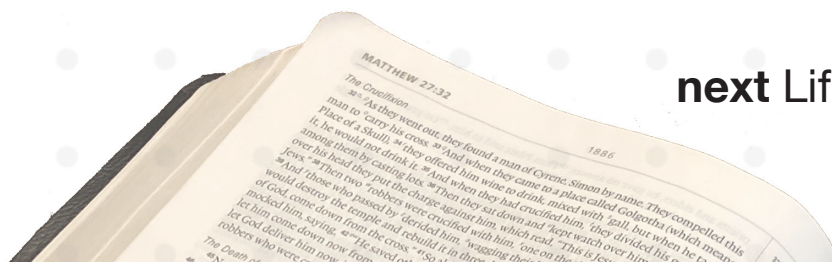 next Lif
MATTHEW 27:32
1886
The Crucifixion
32 As they went out, they found a man of Cyrene, Simon by name. They compelled this
man to carry his cross. 33 And when they came to a place called Golgotha (which means
Place of a Skull), 34 they offered him wine to drink, mixed with gall, but when he ta
it, he would not drink it. 35 And when they had crucified him, they divided his
among them by casting lots. 36 Then they sat down and kept watch over him
over his head they put the charge against him, which read, "This is Jesu
Jews." 38 Then two robbers were crucified with him, one on the
39 And those who passed by derided him, wagging their
would destroy the temple and rebuild it in three
of God, come down from the cross." 41 So
mocked him, saying, 42 "He saved
let him come down now from
let God deliver him now
robbers who were
The Death of